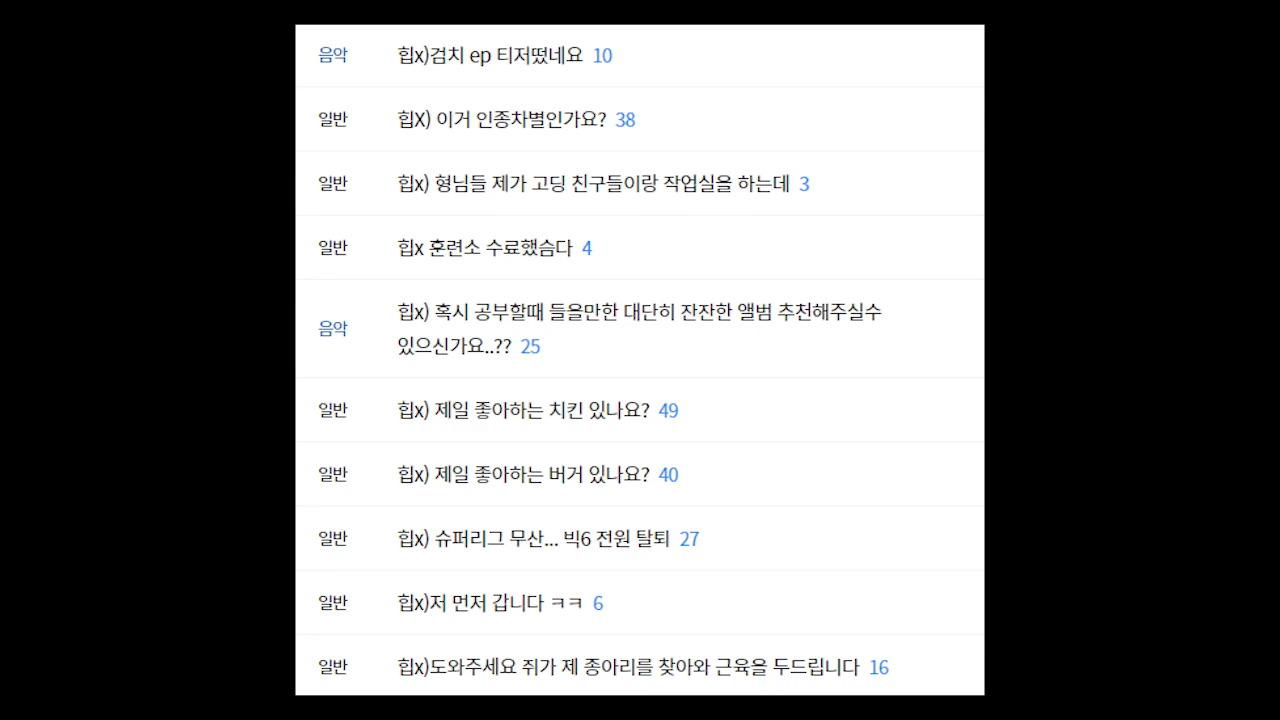 음악 힙x)검치 ep 티저떴네요 10
일반 힙X) 이거 인종차별인가요? 38
일반 힙x) 형님들 제가 고딩 친구들이랑 작업실을 하는데 3
일반 힙x 훈련소 수료했슴다 4
음악 힙x) 혹시 공부할때 들을만한 대단히 잔잔한 앨범 추천해주실수
있으신가요..?? 25
일반 힙x) 제일 좋아하는 치킨 있나요? 49
일반 힙x) 제일 좋아하는 버거 있나요? 40
일반 힙x) 슈퍼리그 무산... 빅6 전원 탈퇴 27
일반 힙x)저 먼저 갑니다 ㅋㅋ 6
일반 힙x)도와주세요 쥐가 제 종아리를 찾아와 근육을 두드립니다 16